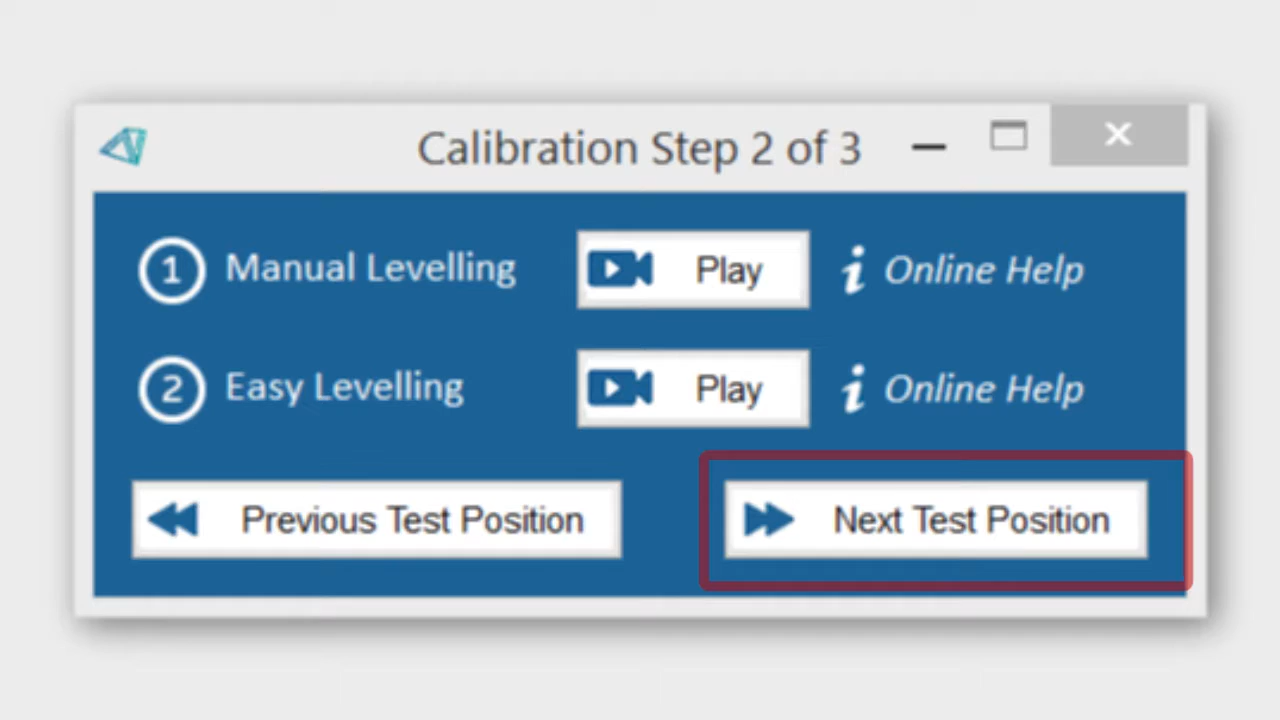 Calibration Step 2 of 3
1 Manual Levelling Play i Online Help
2 Easy Levelling Play i Online Help
Previous Test Position Next Test Position